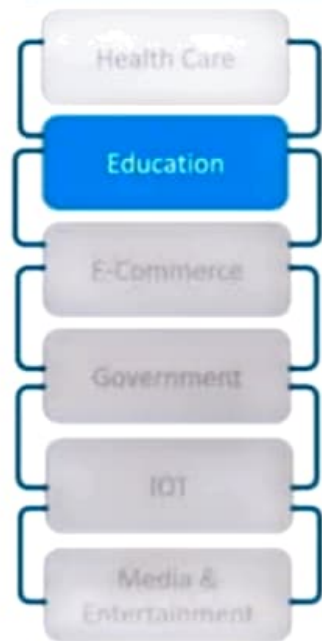 Health Care
Education
E-Commerce
Government
IOT
Media &
Entertainment